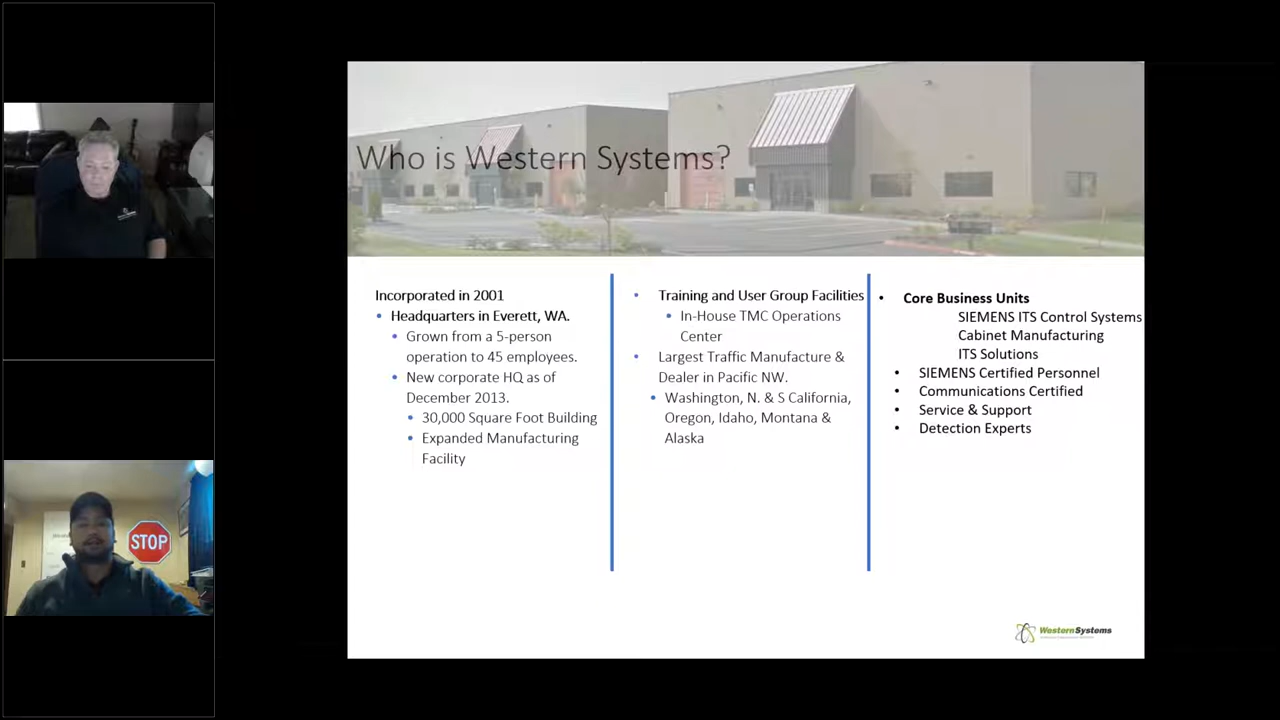 Who is Western Systems?
Incorporated in 2001
• Headquarters in Everett, WA.
• Grown from a 5-person
operation to 45 employees.
• New corporate HQ as of
December 2013.
• 30,000 Square Foot Building
• Expanded Manufacturing
Facility
• Training and User Group Facilities
• In-House TMC Operations
Center
• Largest Traffic Manufacture &
Dealer in Pacific NW.
• Washington, N. & S California,
Oregon, Idaho, Montana &
Alaska
• Core Business Units
SIEMENS ITS Control Systems
Cabinet Manufacturing
ITS Solutions
• SIEMENS Certified Personnel
• Communications Certified
• Service & Support
• Detection Experts
STOP
WesternSystems